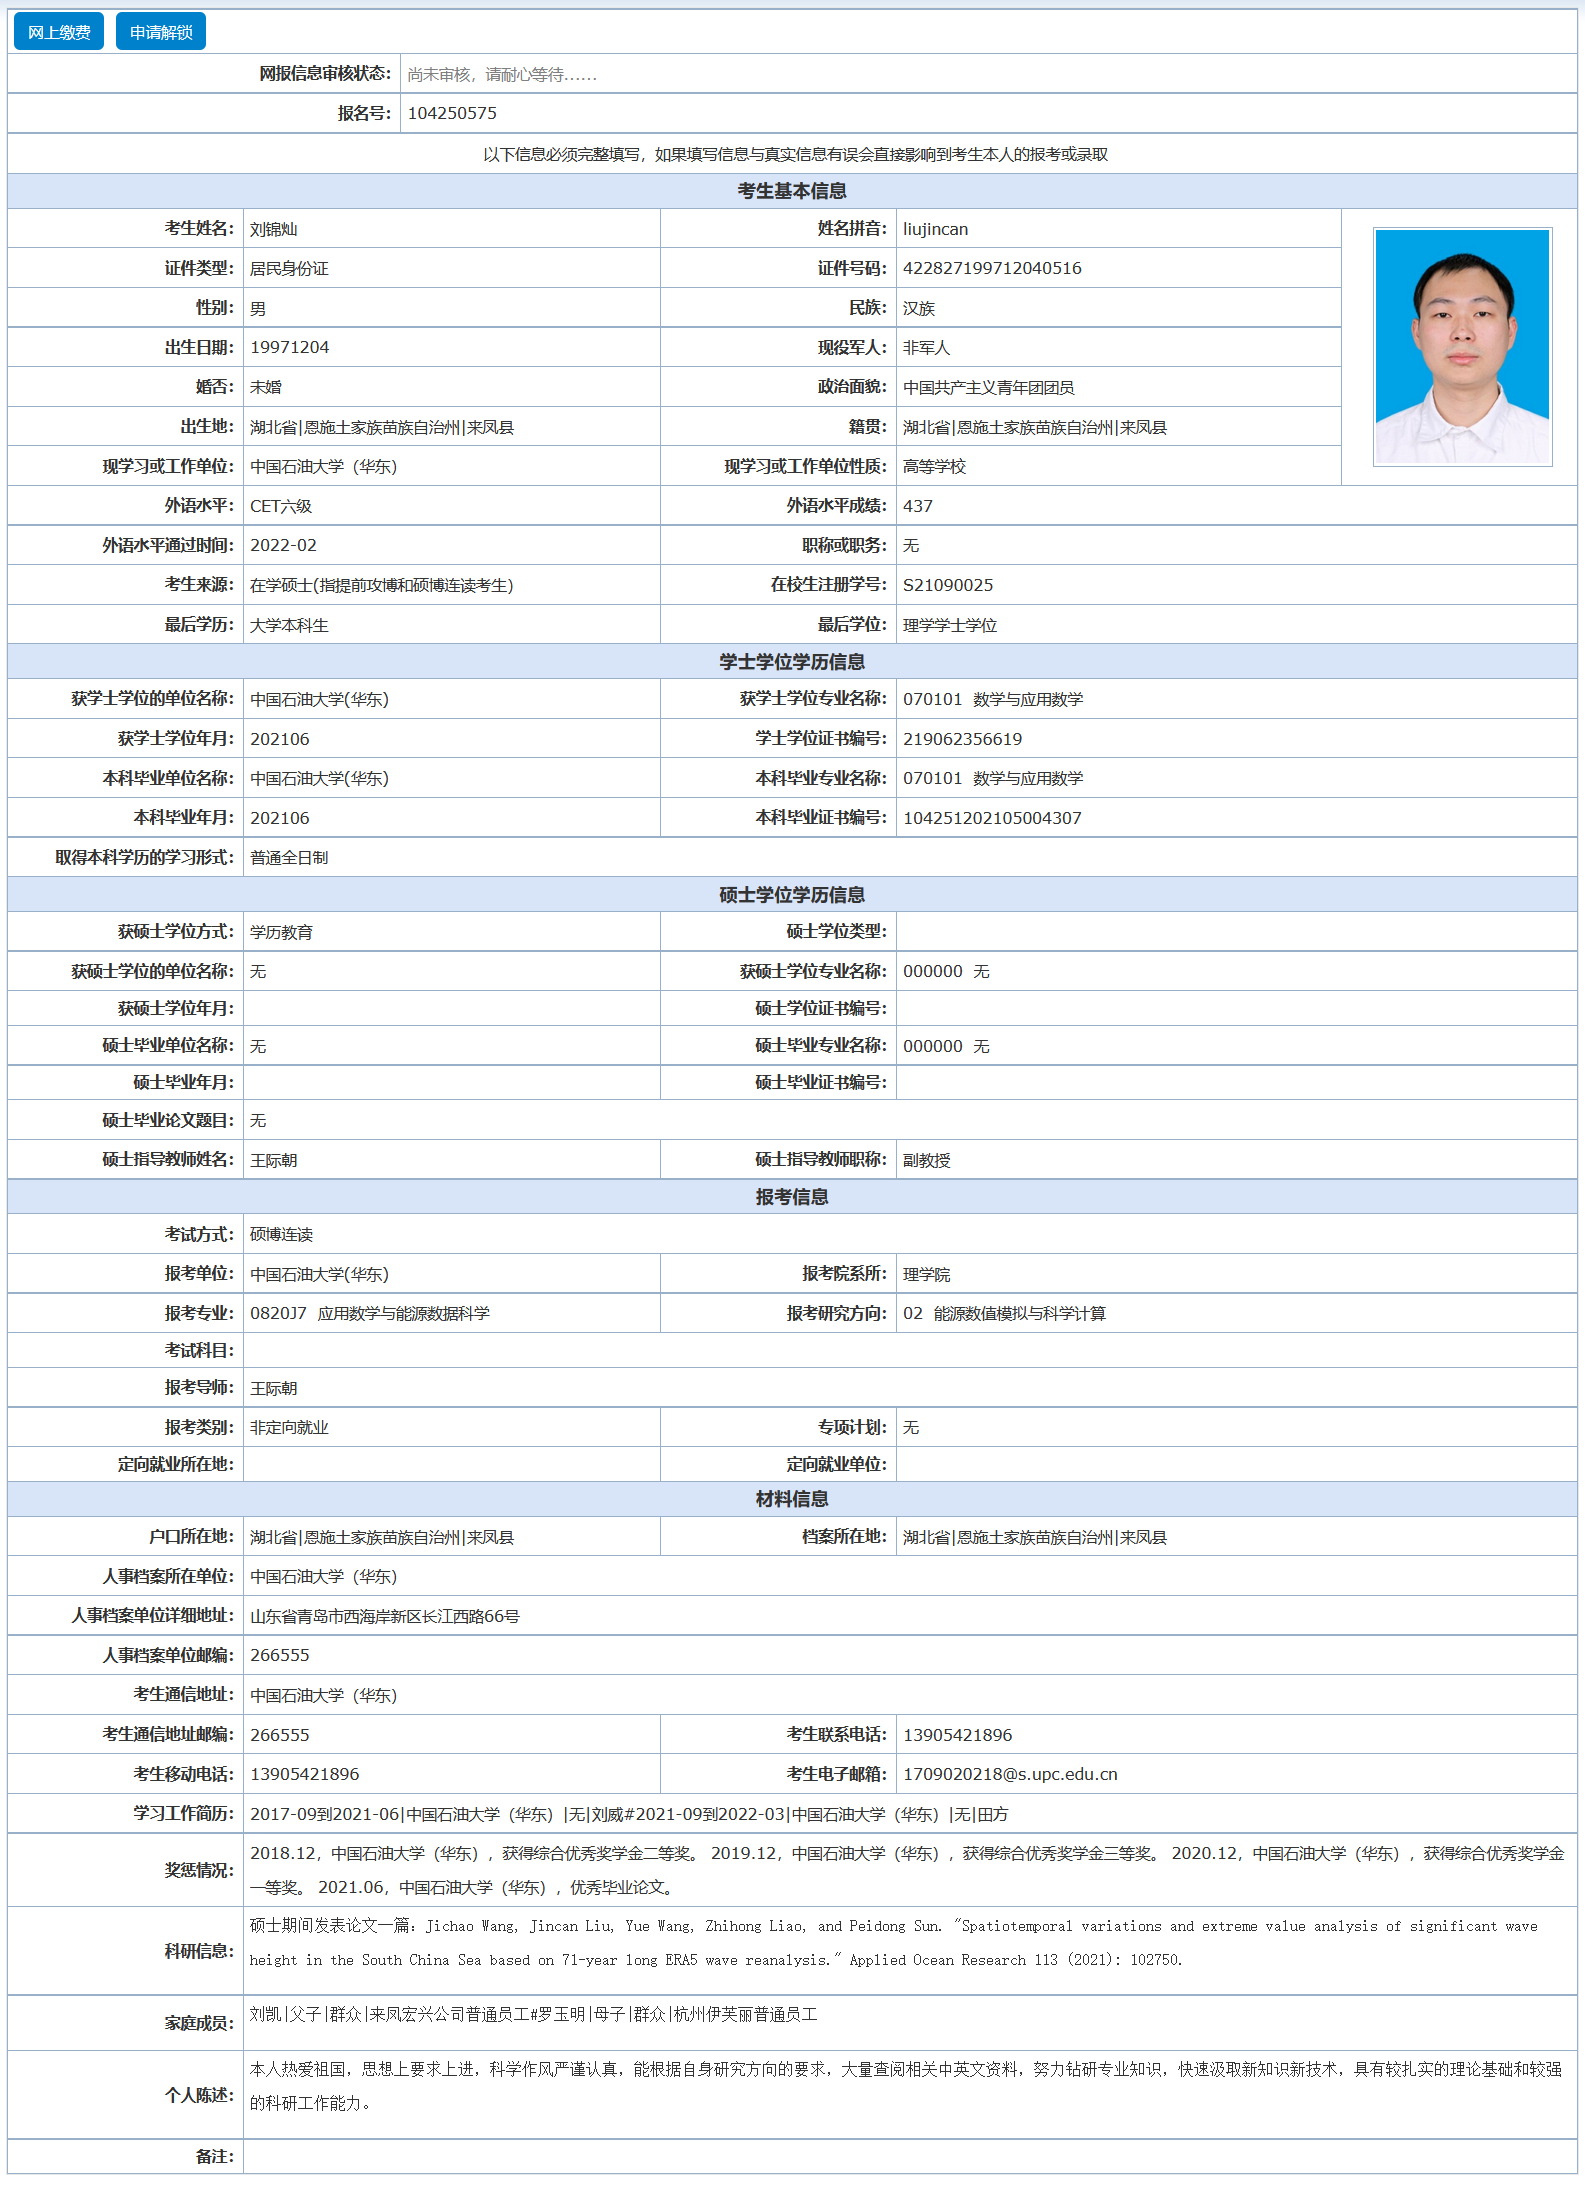 网上缴费 申请解锁
网报信息审核状态： 尚未审核，请耐心等待……
报名号： 104250575
以下信息必须完整填写，如果填写信息与真实信息有误会直接影响到考生本人的报考或录取
考生基本信息
考生姓名： 刘锦灿 姓名拼音： liujincan
证件类型： 居民身份证 证件号码： 422827199712040516
性别： 男 民族： 汉族
出生日期： 19971204 现役军人： 非军人
婚否： 未婚 政治面貌： 中国共产主义青年团团员
出生地： 湖北省|恩施土家族苗族自治州|来凤县 籍贯： 湖北省|恩施土家族苗族自治州|来凤县
现学习或工作单位： 中国石油大学（华东） 现学习或工作单位性质： 高等学校
外语水平： CET六级 外语水平成绩： 437
外语水平通过时间： 2022-02 职称或职务： 无
考生来源： 在学硕士(指提前攻博和硕博连读考生) 在校生注册学号： S21090025
最后学历： 大学本科生 最后学位： 理学学士学位
学士学位学历信息
获学士学位的单位名称： 中国石油大学(华东) 获学士学位专业名称： 070101 数学与应用数学
获学士学位年月： 202106 学士学位证书编号： 219062356619
本科毕业单位名称： 中国石油大学(华东) 本科毕业专业名称： 070101 数学与应用数学
本科毕业年月： 202106 本科毕业证书编号： 104251202105004307
取得本科学历的学习形式： 普通全日制
硕士学位学历信息
获硕士学位方式： 学历教育 硕士学位类型：
获硕士学位的单位名称： 无 获硕士学位专业名称： 000000 无
获硕士学位年月： 硕士学位证书编号：
硕士毕业单位名称： 无 硕士毕业专业名称： 000000 无
硕士毕业年月： 硕士毕业证书编号：
硕士毕业论文题目： 无
硕士指导教师姓名： 王际朝 硕士指导教师职称： 副教授
报考信息
考试方式： 硕博连读
报考单位： 中国石油大学(华东) 报考院系所： 理学院
报考专业： 0820J7 应用数学与能源数据科学 报考研究方向： 02 能源数值模拟与科学计算
考试科目：
报考导师： 王际朝
报考类别： 非定向就业 专项计划： 无
定向就业所在地： 定向就业单位：
材料信息
户口所在地： 湖北省|恩施土家族苗族自治州|来凤县 档案所在地： 湖北省|恩施土家族苗族自治州|来凤县
人事档案所在单位： 中国石油大学（华东）
人事档案单位详细地址： 山东省青岛市西海岸新区长江西路66号
人事档案单位邮编： 266555
考生通信地址： 中国石油大学（华东）
考生通信地址邮编： 266555 考生联系电话： 13905421896
考生移动电话： 13905421896 考生电子邮箱： 1709020218@s.upc.edu.cn
学习工作简历： 2017-09到2021-06|中国石油大学（华东）|无|刘威#2021-09到2022-03|中国石油大学（华东）|无|田方
奖惩情况： 2018.12，中国石油大学（华东），获得综合优秀奖学金二等奖。 2019.12，中国石油大学（华东），获得综合优秀奖学金三等奖。 2020.12，中国石油大学（华东），获得综合优秀奖学金
一等奖。 2021.06，中国石油大学（华东），优秀毕业论文。
科研信息： 硕士期间发表论文一篇：Jichao Wang, Jincan Liu, Yue Wang, Zhihong Liao, and Peidong Sun. "Spatiotemporal variations and extreme value analysis of significant wave
height in the South China Sea based on 71-year long ERA5 wave reanalysis." Applied Ocean Research 113 (2021): 102750.
家庭成员： 刘凯|父子|群众|来凤宏兴公司普通员工#罗玉明|母子|群众|杭州伊芙丽普通员工
个人陈述： 本人热爱祖国，思想上要求上进，科学作风严谨认真，能根据自身研究方向的要求，大量查阅相关中英文资料，努力钻研专业知识，快速汲取新知识新技术，具有较扎实的理论基础和较强
的科研工作能力。
备注：